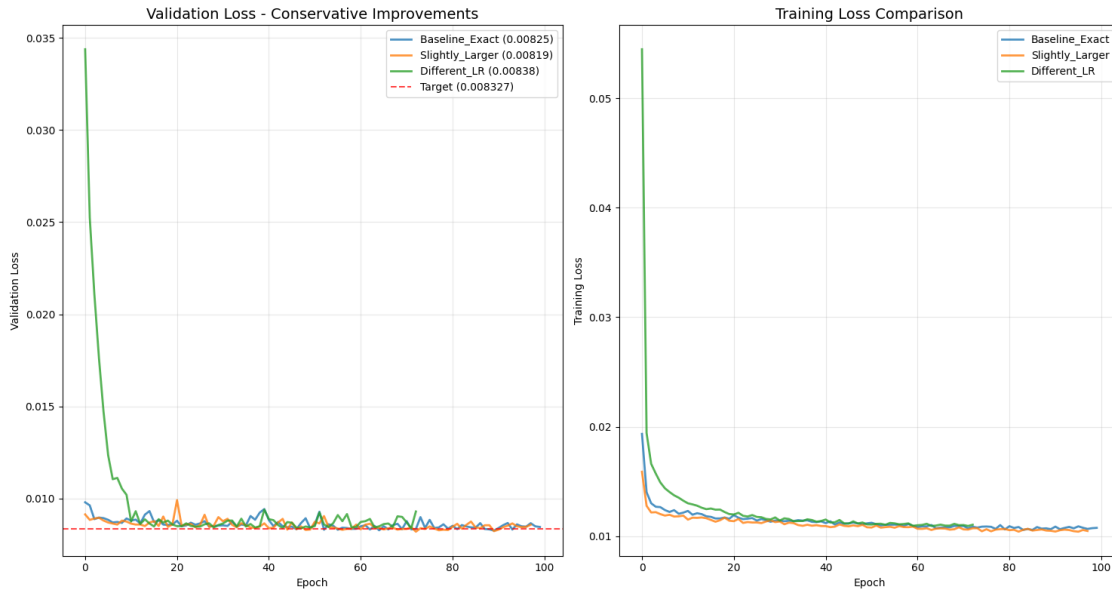 Validation Loss - Conservative Improvements
Baseline_Exact (0.00825)
Slightly_Larger (0.00819)
Different_LR (0.00838)
Target (0.008327)
Validation Loss
0.035
0.030
0.025
0.020
0.015
0.010
0
20
40
60
80
100
Epoch
Training Loss Comparison
Baseline_Exact
Slightly_Larger
Different_LR
Training Loss
0.05
0.04
0.03
0.02
0.01
0
20
40
60
80
100
Epoch